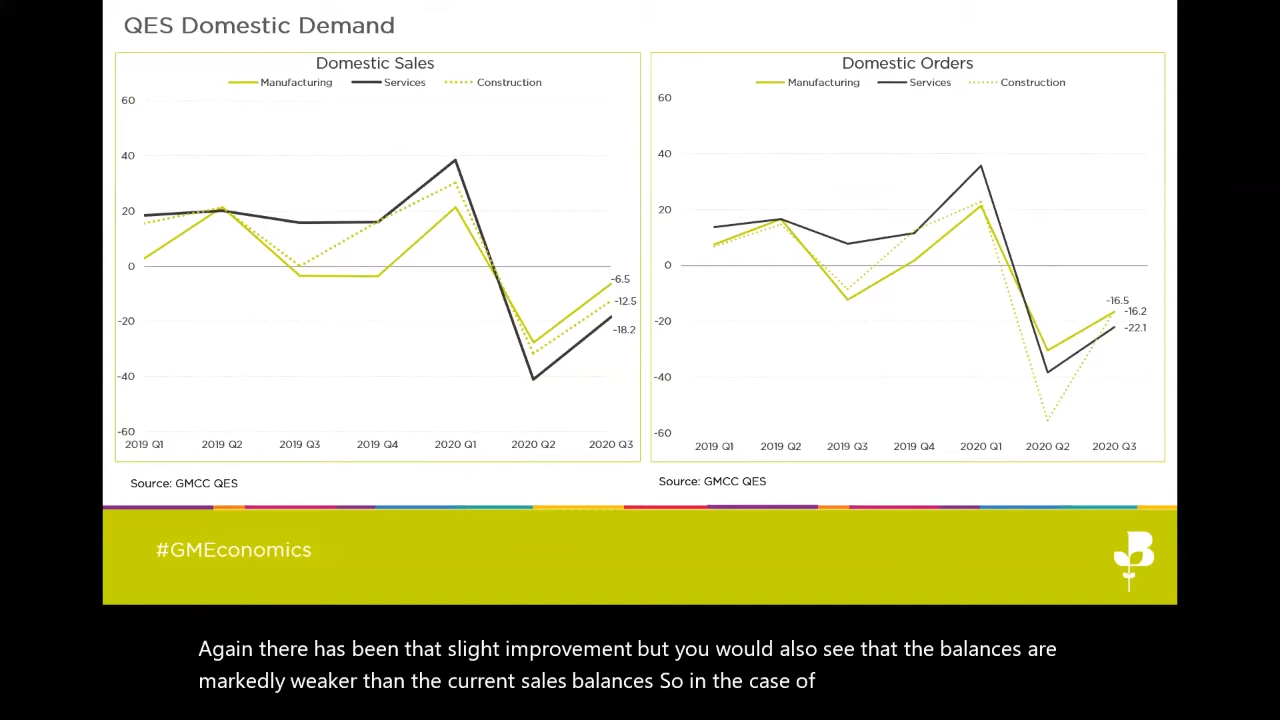 QES Domestic Demand
Domestic Sales
Manufacturing Services Construction
60
40
20
0
-20
-40
-60
-6.5
-12.5
-18.2
2019 Q1 2019 Q2 2019 Q3 2019 Q4 2020 Q1 2020 Q2 2020 Q3
Source: GMCC QES
Domestic Orders
Manufacturing Services Construction
60
40
20
0
-20
-40
-60
-16.5
-16.2
-22.1
2019 Q1 2019 Q2 2019 Q3 2019 Q4 2020 Q1 2020 Q2 2020 Q3
Source: GMCC QES
#GMEconomics
Again there has been that slight improvement but you would also see that the balances are
markedly weaker than the current sales balances So in the case of